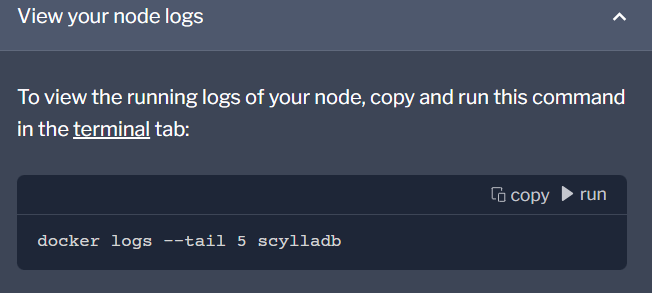 View your node logs
To view the running logs of your node, copy and run this command
in the terminal tab:
copy run
docker logs --tail 5 scylladb